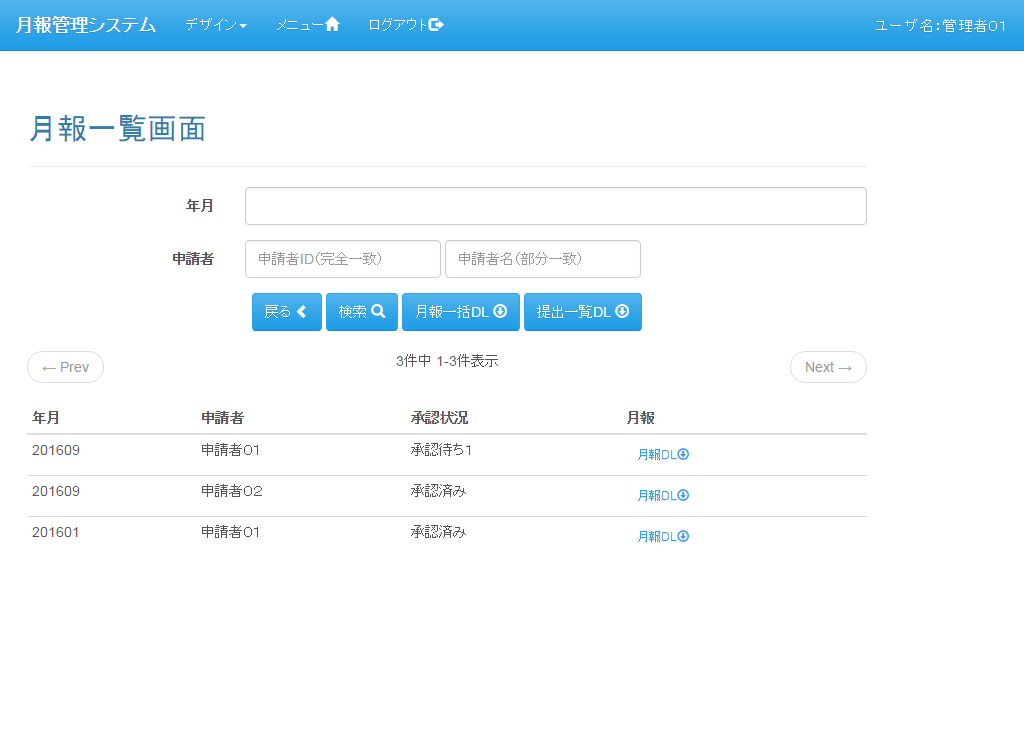 月報管理システム デザイン メニュー ログアウト ユーザ名:管理者01
月報一覧画面
年月
申請者 申請者ID(完全一致) 申請者名(部分一致)
戻る 検索 月報一括DL 提出一覧DL
← Prev 3件中 1-3件表示 Next →
年月 申請者 承認状況 月報
201609 申請者01 承認待ち1 月報DL
201609 申請者02 承認済み 月報DL
201601 申請者01 承認済み 月報DL